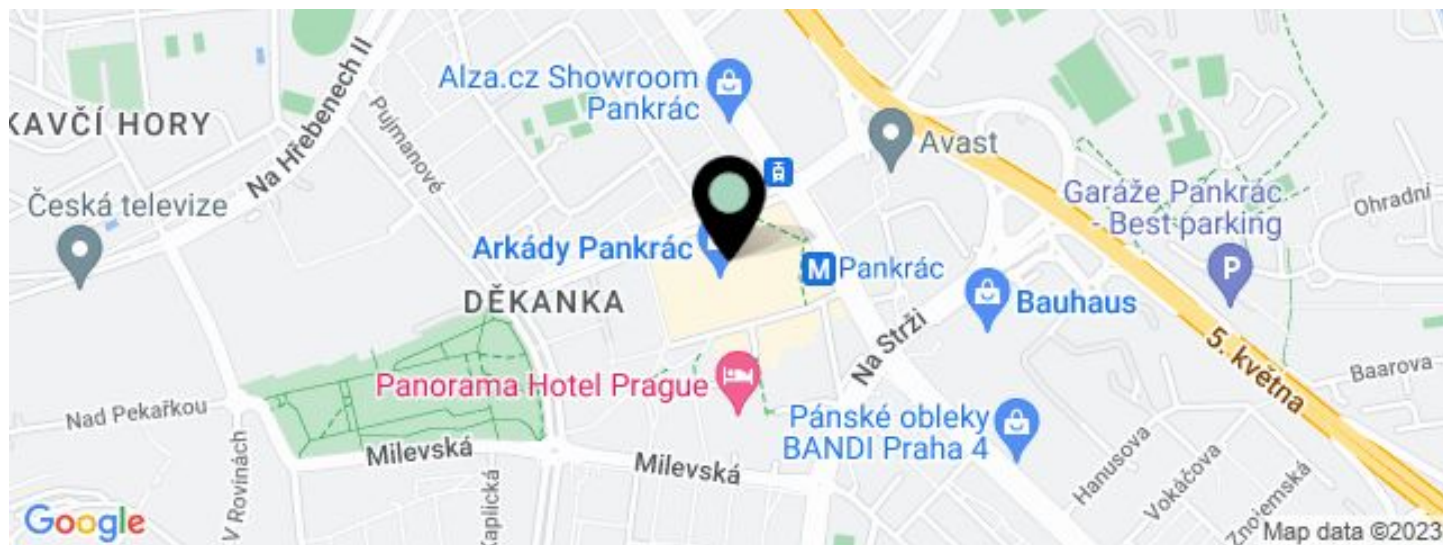 Alza.cz Showroom
Pankrác
KAVČÍ HORY
Na Hřebenech II
Pujmanové
Avast
Česká televize
Garáže Pankrác
- Best parking
Ohradní
P
Arkády Pankrác
M Pankrác
DĚKANKA
Bauhaus
Na Strži
5. května
Baarova
Panorama Hotel Prague
Nad Pekařkou
Pánské obleky
BANDI Praha 4
Milevská
Milevská
Hanusova
Vokáčova
Znojemská
V Rovinách
Kaplická
Google
Map data ©2023